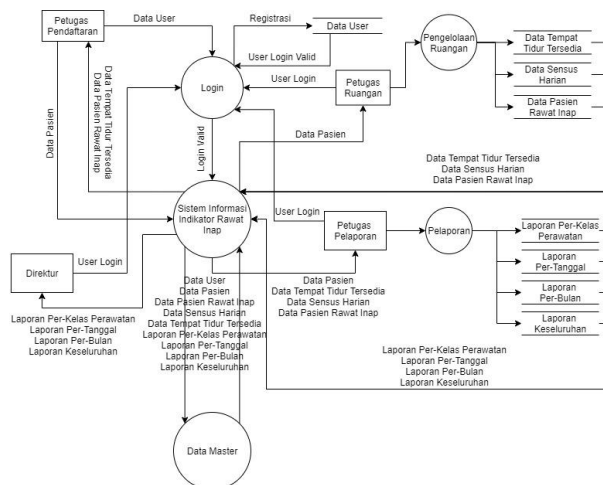 Petugas
Pendaftaran
Data User
Registrasi
Data User
User Login Valid
Login
User Login
Petugas
Ruangan
Pengelolaan
Ruangan
Data Tempat
Tidur Tersedia
Data Sensus
Harian
Data Pasien
Rawat Inap
Data Pasien
Data Tempat Tidur Tersedia
Data Pasien Rawat Inap
Login Valid
Data Pasien
Data Tempat Tidur Tersedia
Data Sensus Harian
Data Pasien Rawat Inap
Sistem Informasi
Indikator Rawat
Inap
User Login
Petugas
Pelaporan
Pelaporan
Laporan Per-Kelas
Perawatan
Laporan
Per-Tanggal
Laporan
Per-Bulan
Laporan
Keseluruhan
Direktur
User Login
Laporan Per-Kelas Perawatan
Laporan Per-Tanggal
Laporan Per-Bulan
Laporan Keseluruhan
Data User
Data Pasien
Data Pasien Rawat Inap
Data Sensus Harian
Data Tempat Tidur Tersedia
Laporan Per-Kelas Perawatan
Laporan Per-Tanggal
Laporan Per-Bulan
Laporan Keseluruhan
Data Pasien
Data Tempat Tidur Tersedia
Data Sensus Harian
Data Pasien Rawat Inap
Laporan Per-Kelas Perawatan
Laporan Per-Tanggal
Laporan Per-Bulan
Laporan Keseluruhan
Data Master